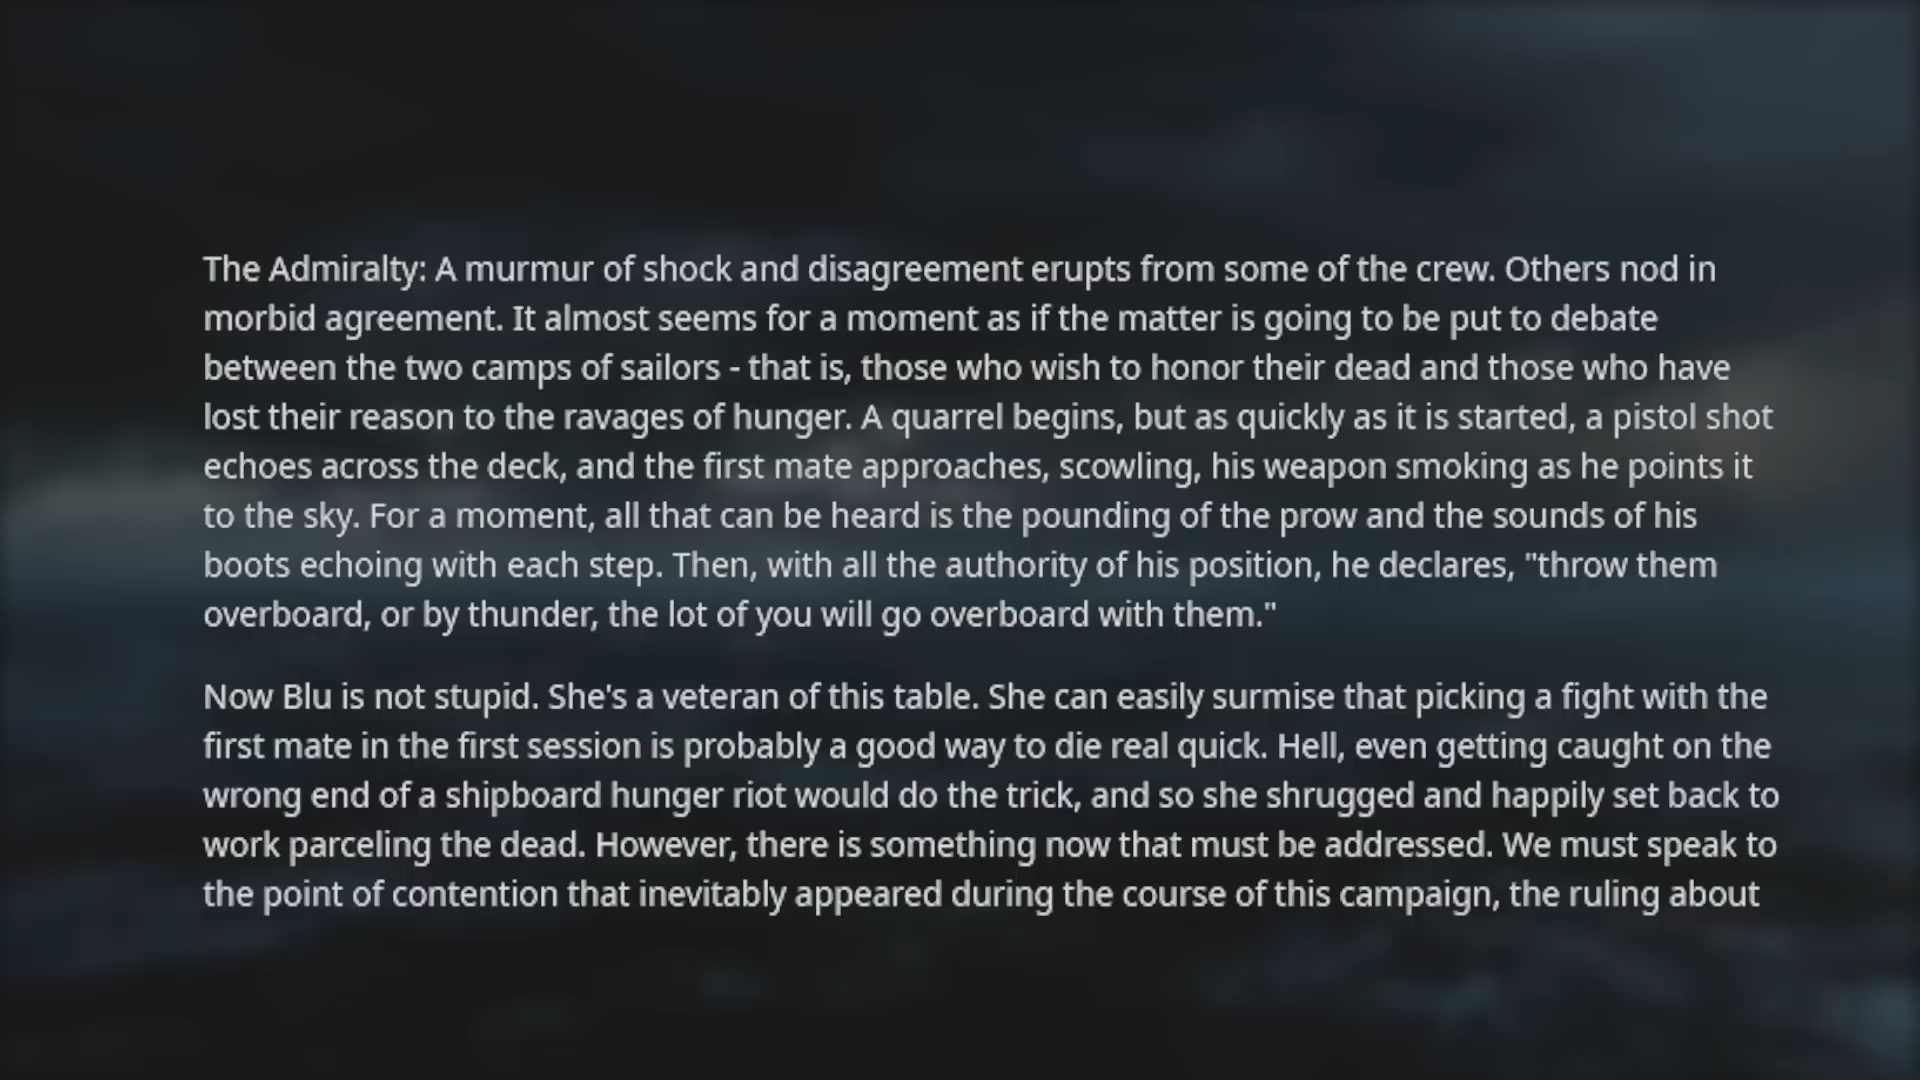 The Admiralty: A murmur of shock and disagreement erupts from some of the crew. Others nod in
morbid agreement. It almost seems for a moment as if the matter is going to be put to debate
between the two camps of sailors - that is, those who wish to honor their dead and those who have
lost their reason to the ravages of hunger. A quarrel begins, but as quickly as it is started, a pistol shot
echoes across the deck, and the first mate approaches, scowling, his weapon smoking as he points it
to the sky. For a moment, all that can be heard is the pounding of the prow and the sounds of his
boots echoing with each step. Then, with all the authority of his position, he declares, "throw them
overboard, or by thunder, the lot of you will go overboard with them."
Now Blu is not stupid. She's a veteran of this table. She can easily surmise that picking a fight with the
first mate in the first session is probably a good way to die real quick. Hell, even getting caught on the
wrong end of a shipboard hunger riot would do the trick, and so she shrugged and happily set back to
work parceling the dead. However, there is something now that must be addressed. We must speak to
the point of contention that inevitably appeared during the course of this campaign, the ruling about